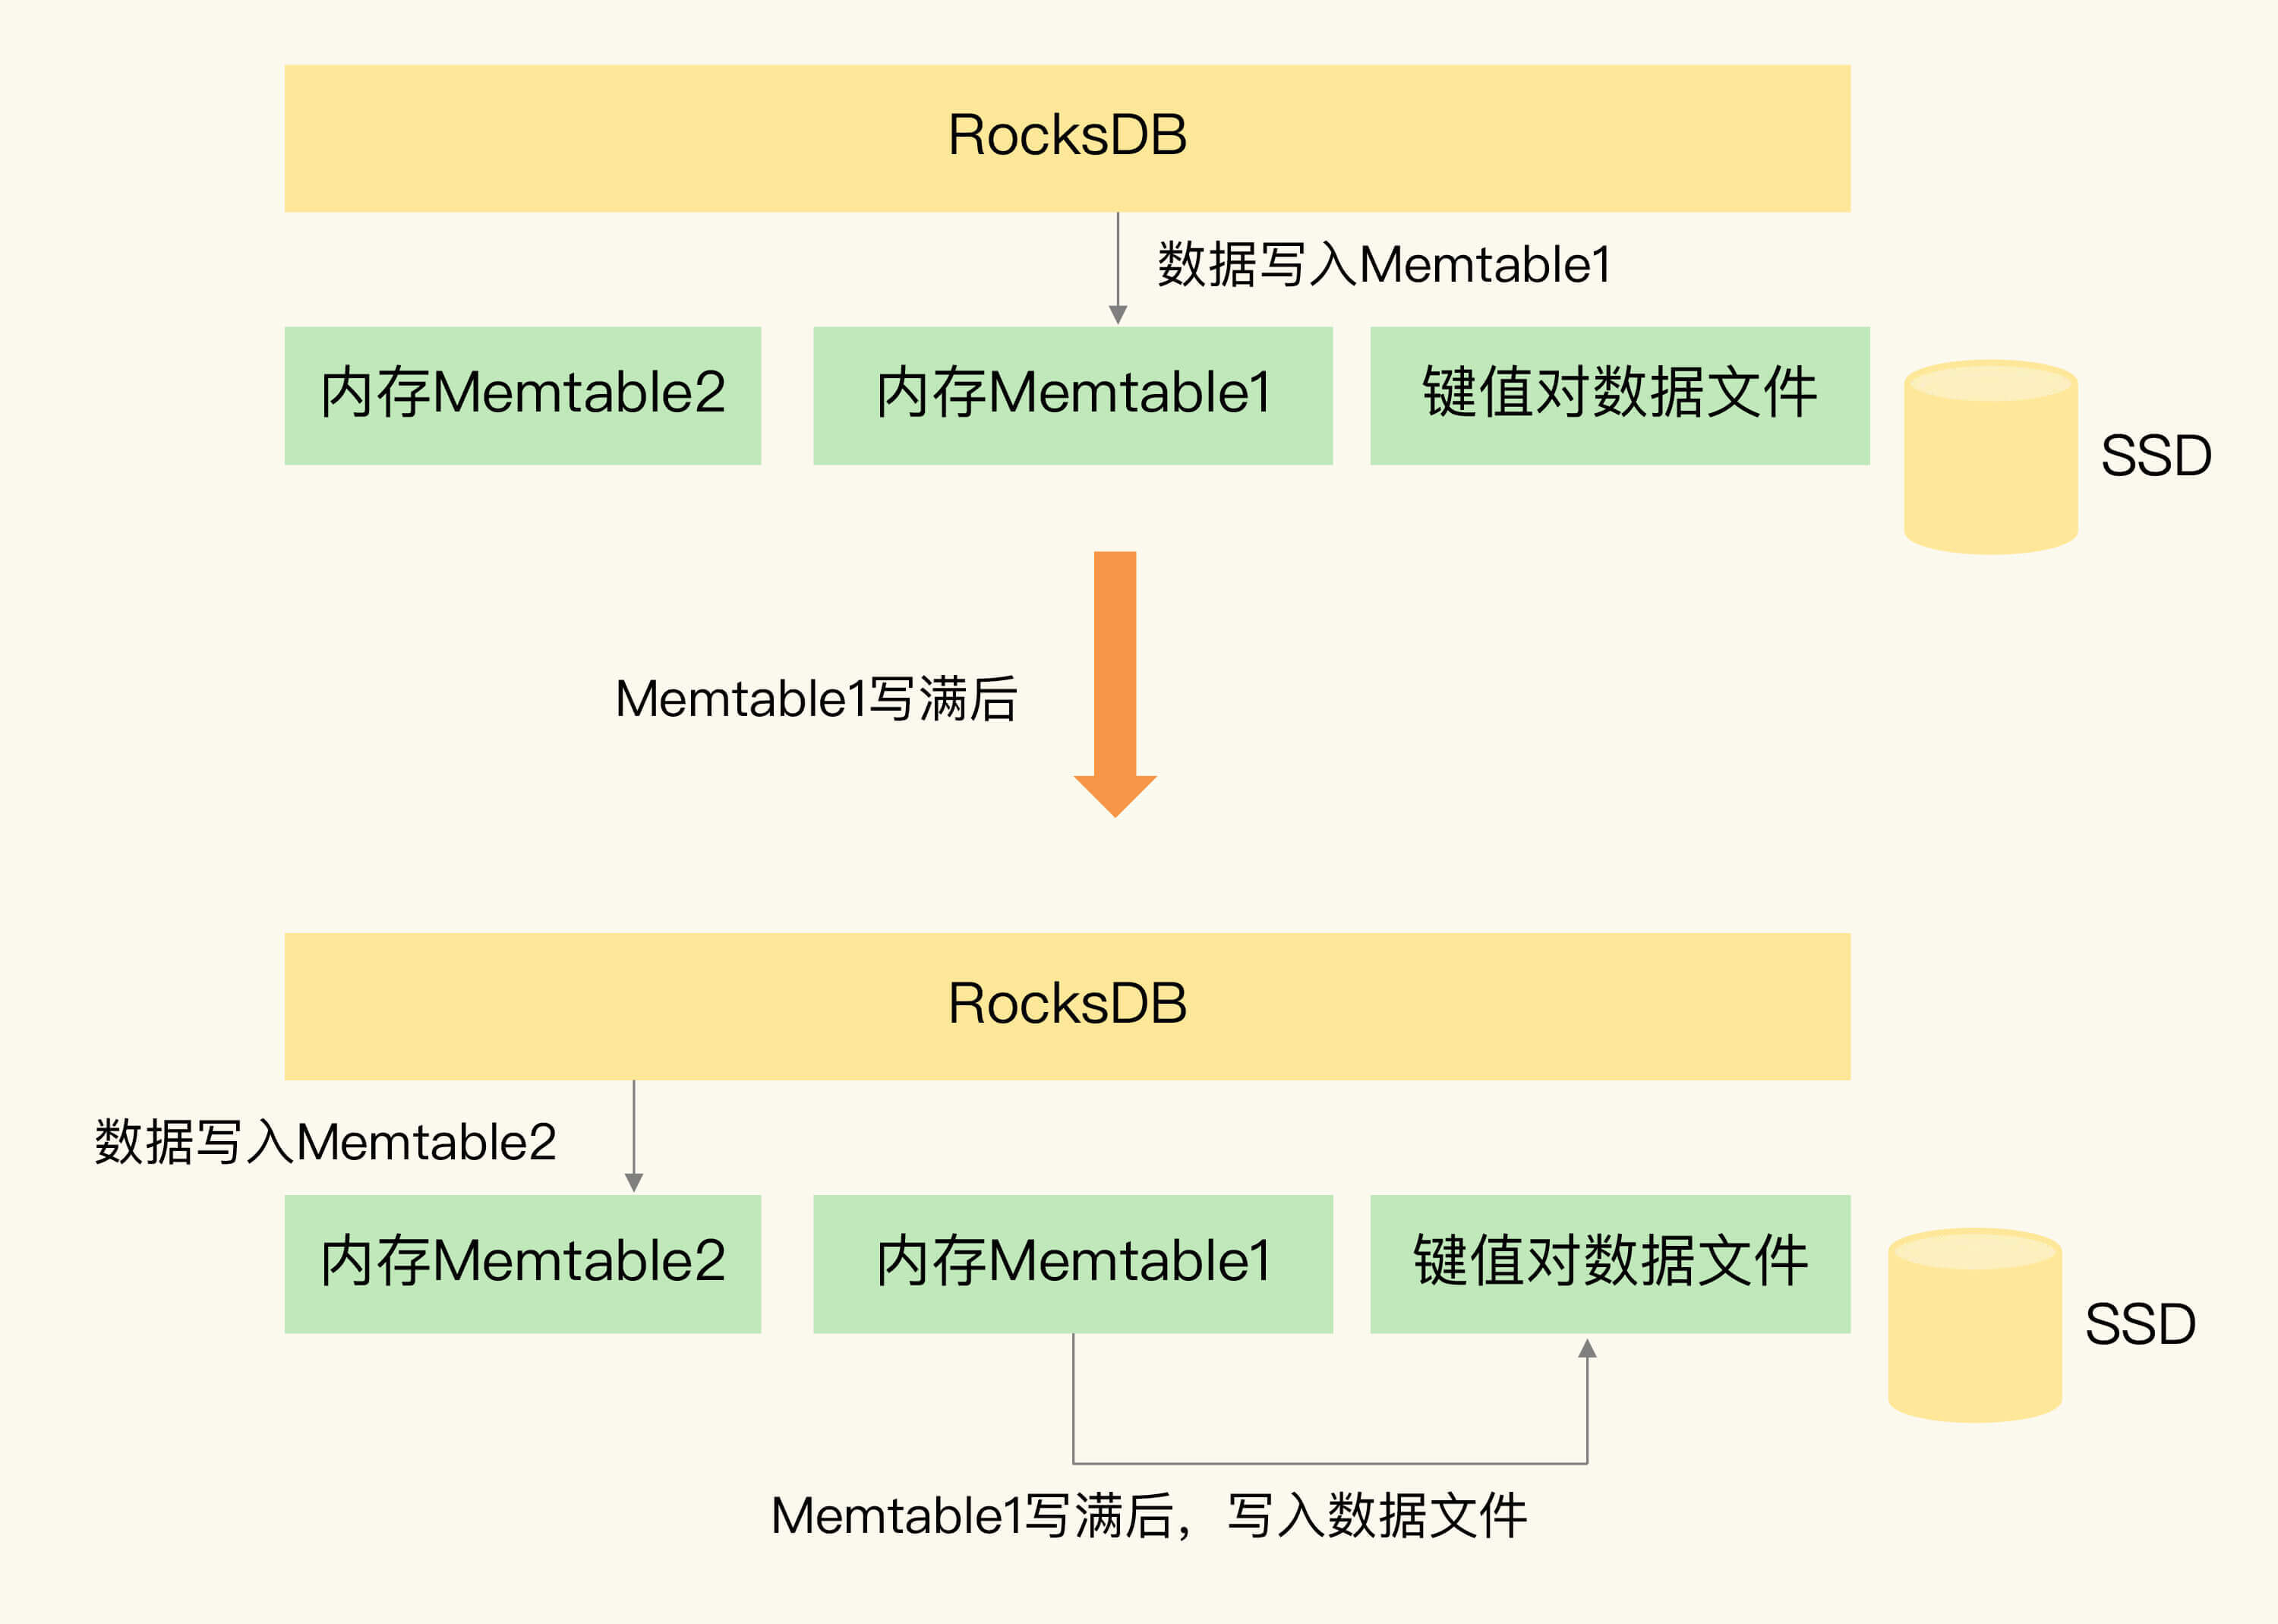 RocksDB
数据写入Memtable1
内存Memtable2
内存Memtable1
键值对数据文件
SSD
Memtable1写满后
RocksDB
数据写入Memtable2
内存Memtable2
内存Memtable1
键值对数据文件
SSD
Memtable1写满后，写入数据文件